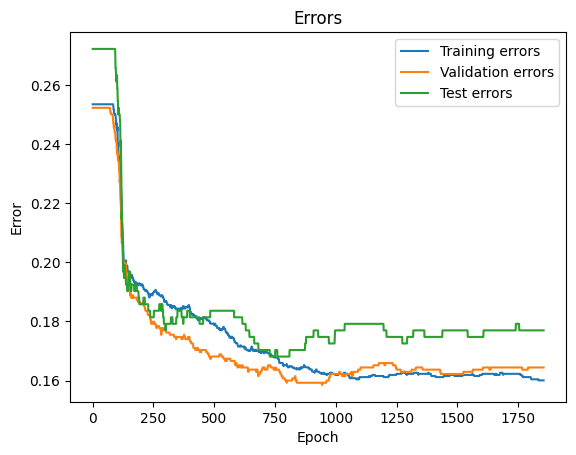 Errors
Training errors
Validation errors
Test errors
0.26
0.24
0.22
0.20
0.18
0.16
Error
0
250
500
750
1000
1250
1500
1750
Epoch